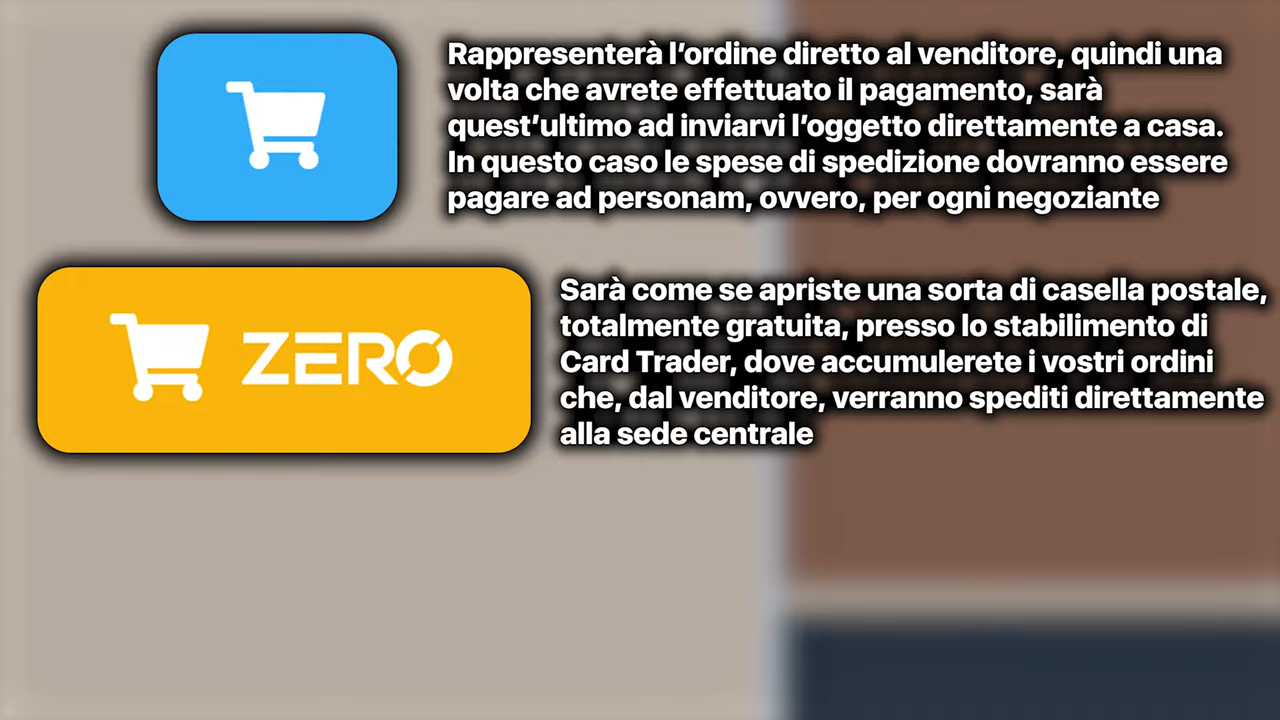 Rappresenterà l’ordine diretto al venditore, quindi una
volta che avrete effettuato il pagamento, sarà
quest’ultimo ad inviarvi l’oggetto direttamente a casa.
In questo caso le spese di spedizione dovranno essere
pagare ad personam, ovvero, per ogni negoziante
ZERO
Sarà come se apriste una sorta di casella postale,
totalmente gratuita, presso lo stabilimento di
Card Trader, dove accumulerete i vostri ordini
che, dal venditore, verranno spediti direttamente
alla sede centrale